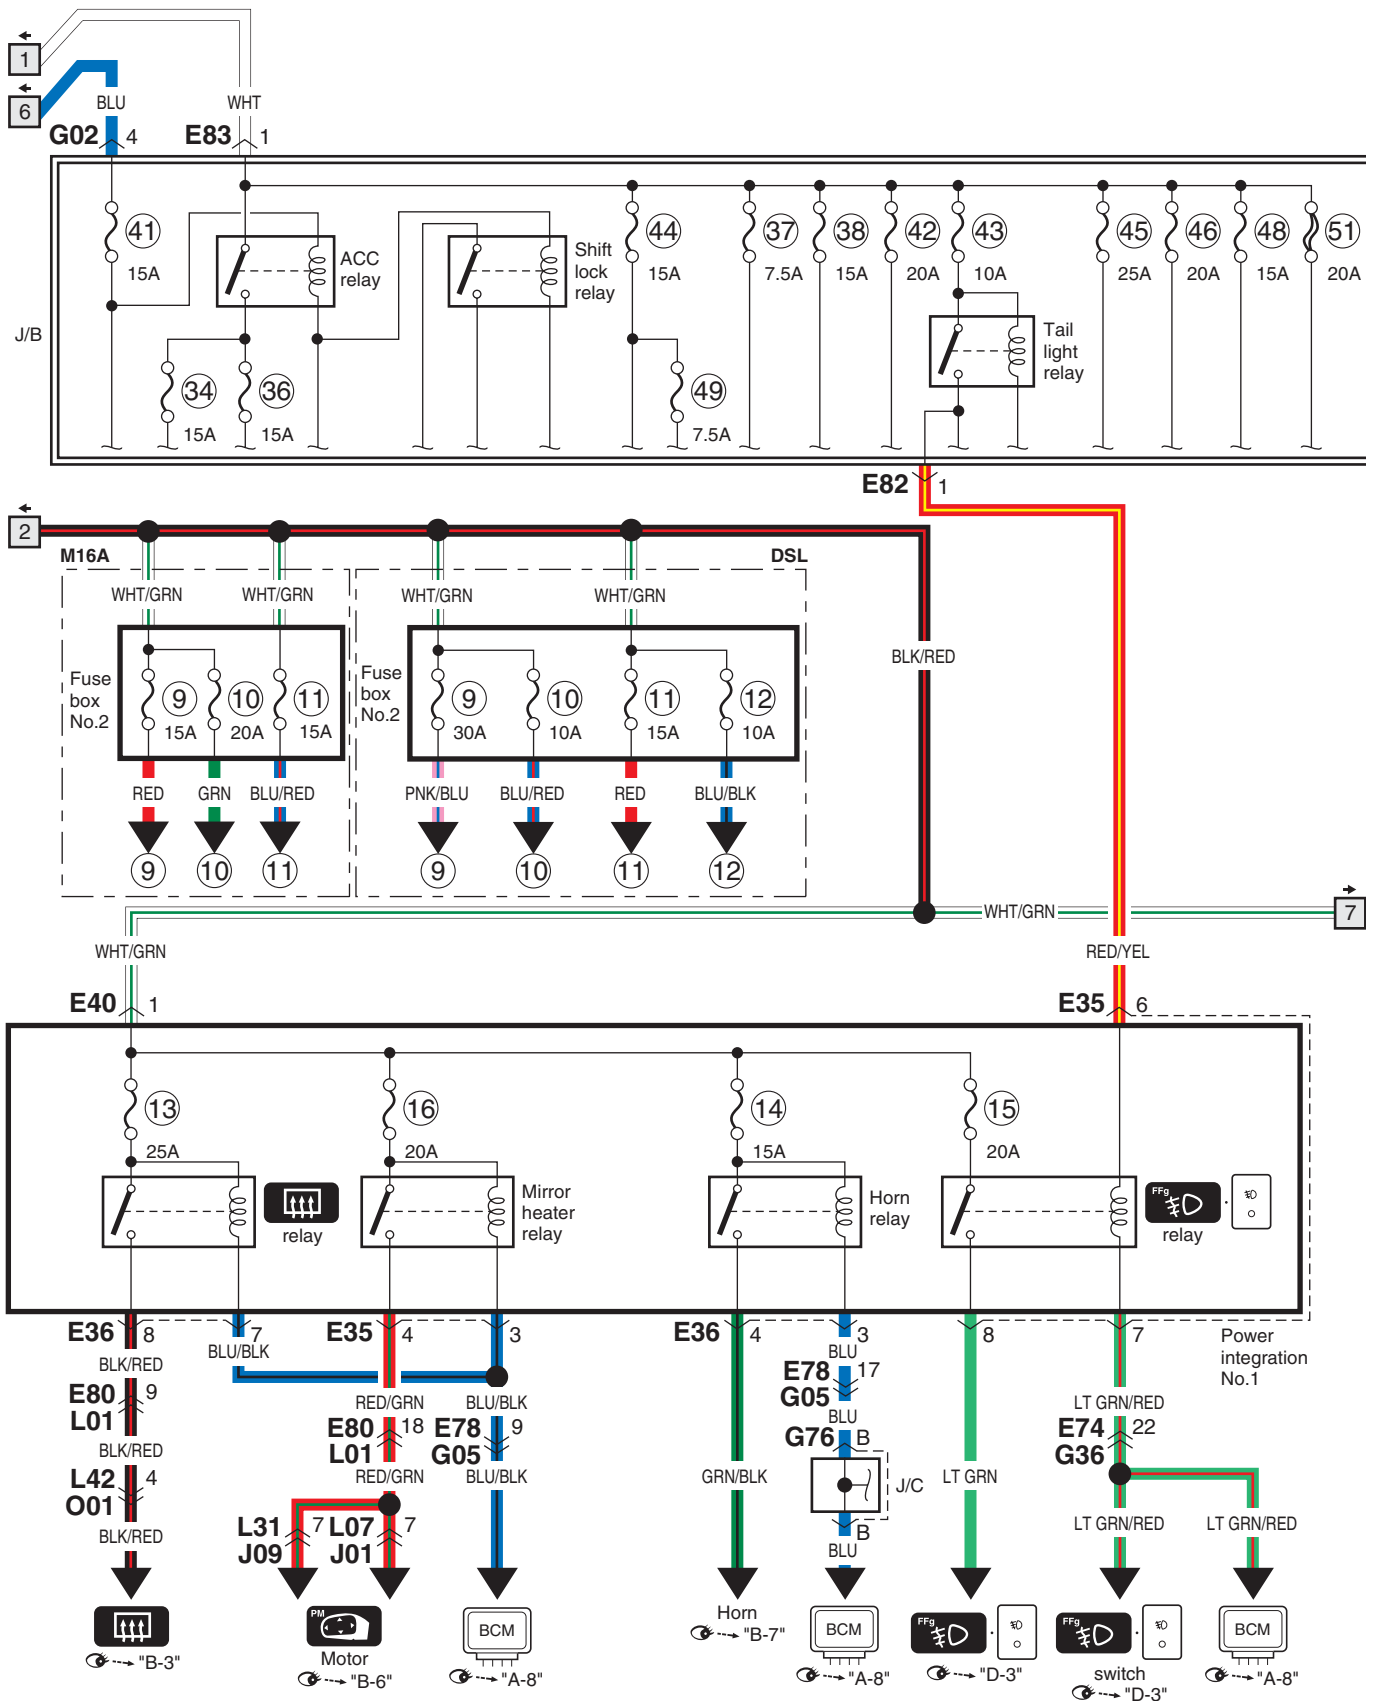 1
6
BLU
WHT
G02 4
E83 1
41
15A
ACC
relay
Shift
lock
relay
44
15A
37
7.5A
38
15A
42
20A
43
10A
45
25A
46
20A
48
15A
51
20A
J/B
Tail
light
relay
34
15A
36
15A
49
7.5A
E82 1
2
M16A
DSL
WHT/GRN
WHT/GRN
WHT/GRN
WHT/GRN
BLK/RED
Fuse
box
No.2
9
15A
10
20A
11
15A
Fuse
box
No.2
9
30A
10
10A
11
15A
12
10A
RED
GRN
BLU/RED
PNK/BLU
BLU/RED
RED
BLU/BLK
9
10
11
9
10
11
12
WHT/GRN
7
WHT/GRN
RED/YEL
E40 1
E35 6
13
25A
16
20A
14
15A
15
20A
relay
Mirror
heater
relay
Horn
relay
FFg
relay
E36 8
7
E35 4
3
E36 4
3
8
7
Power
integration
No.1
BLK/RED
BLU/BLK
BLU
E80 9
L01
RED/GRN
BLU/BLK
E78 17
G05
LT GRN/RED
E80 18
L01
E78 9
G05
BLU
E74 22
G36
BLK/RED
G76 B
L42 4
O01
RED/GRN
BLU/BLK
GRN/BLK
J/C
LT GRN
BLK/RED
L31 7
J09
L07 7
J01
B
BLU
LT GRN/RED
LT GRN/RED
"B-3"
PM
Motor
"B-6"
BCM
"A-8"
Horn
"B-7"
BCM
"A-8"
FFg
"D-3"
FFg
switch
"D-3"
BCM
"A-8"